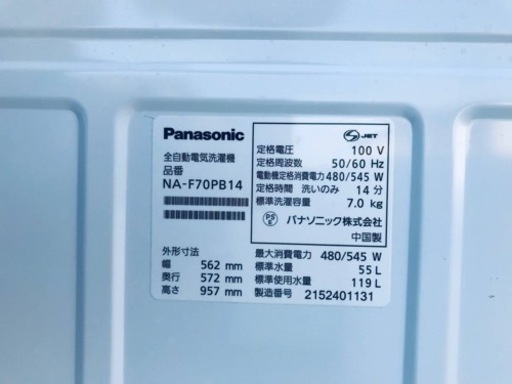 Panasonic
全自動電気洗濯機
品番
NA-F70PB14
外形寸法
幅 562 mm
奥行 572 mm
高さ 957 mm
S JET
定格電圧 100 V
定格周波数 50/60 Hz
電動機定格消費電力 480/545 W
定格時間 洗いのみ 14分
標準洗濯容量 7.0 kg
PS E パナソニック株式会社
中国製
最大消費電力 480/545 W
標準水量 55 L
標準使用水量 119 L
製造番号 2152401131